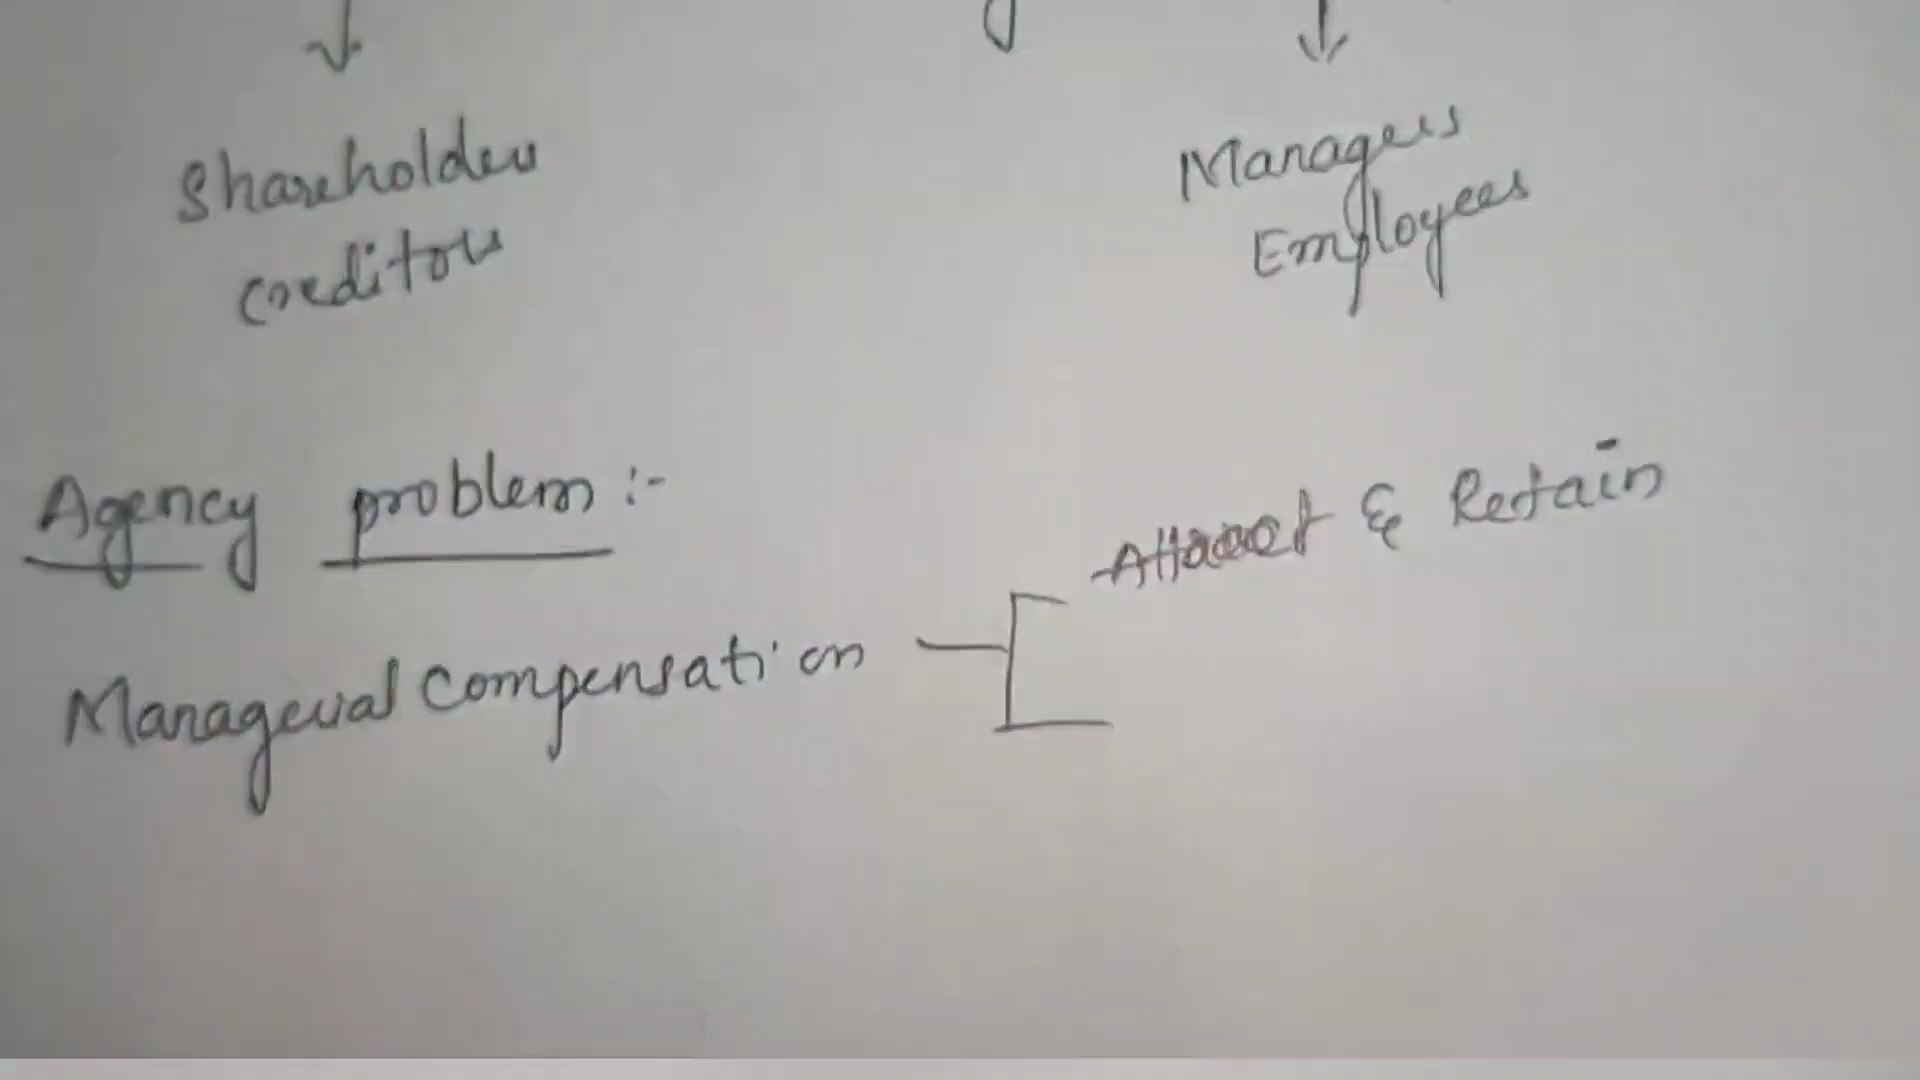 Shareholders
Creditors
Managers
Employees
Agency problem :-
Attract & Retain
Managerial Compensation